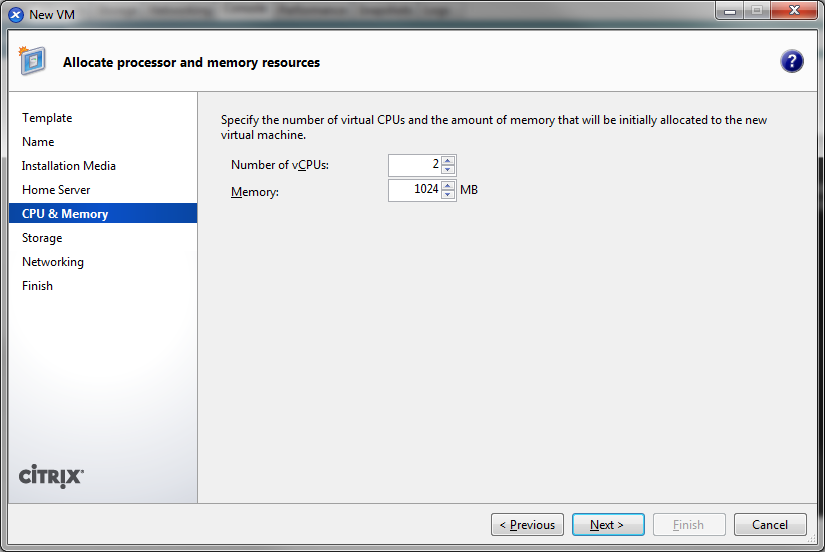 New VM
Console
Allocate processor and memory resources
?
Template
Name
Installation Media
Home Server
CPU & Memory
Storage
Networking
Finish
CITRIX
Specify the number of virtual CPUs and the amount of memory that will be initially allocated to the new
virtual machine.
Number of vCPUs: 2
Memory: 1024 MB
< Previous Next > Finish Cancel